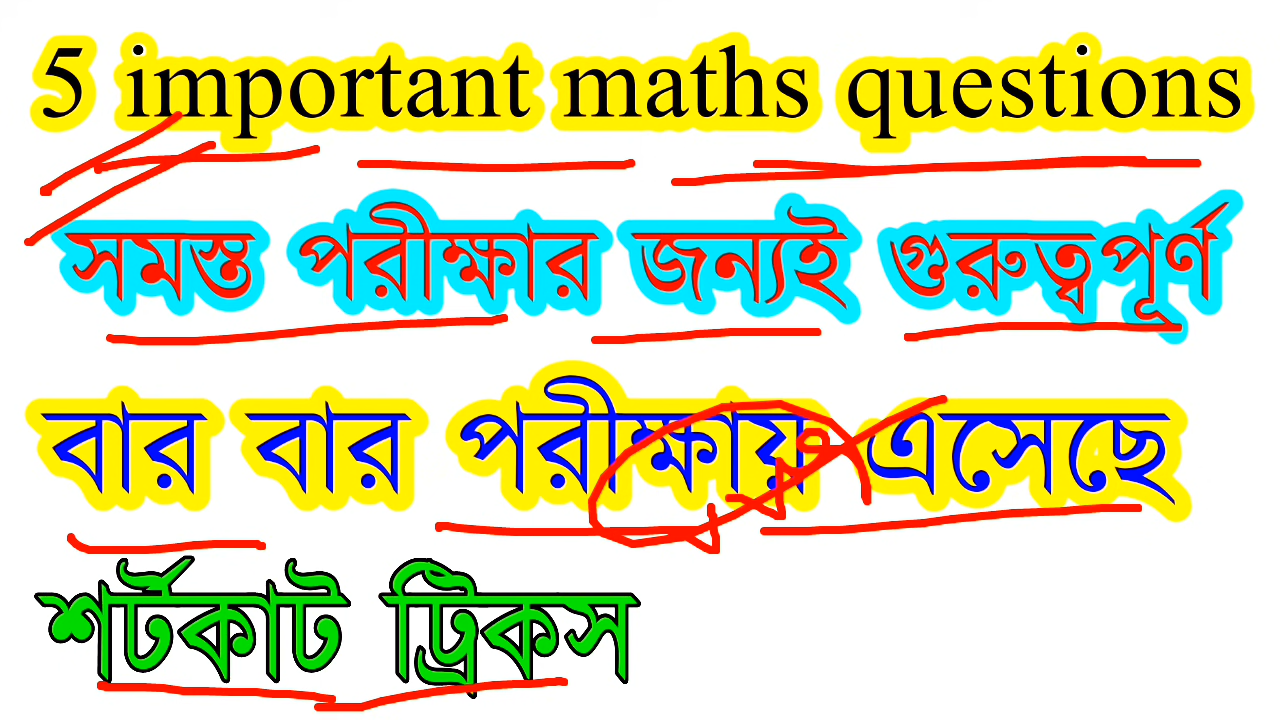 5 important maths questions
সমস্ত পরীক্ষার জন্যই গুরুত্বপূর্ণ
বার বার পরীক্ষায় এসেছে
শর্টকাট ট্রিকস